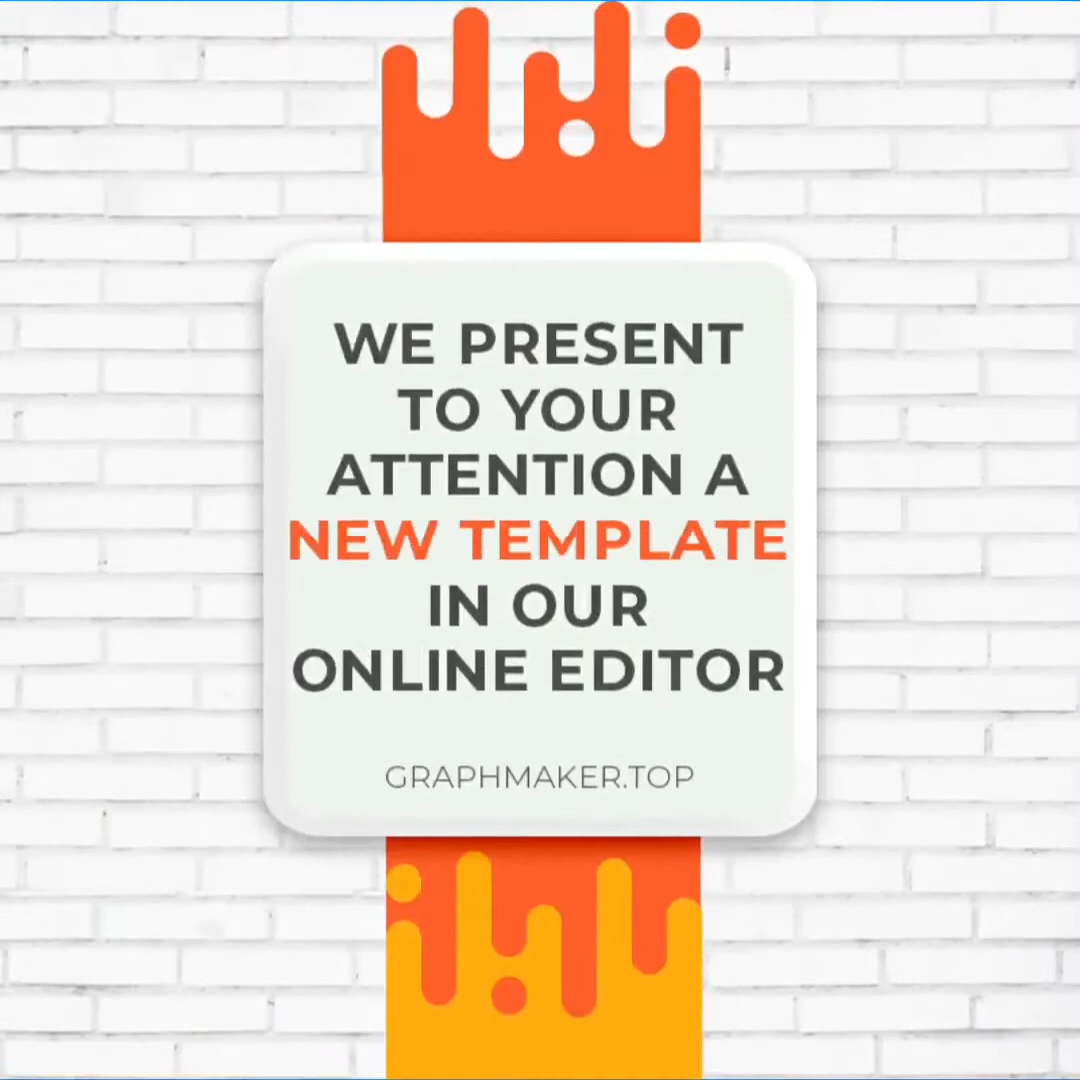 WE PRESENT
TO YOUR
ATTENTION A
NEW TEMPLATE
IN OUR
ONLINE EDITOR
GRAPHMAKER.TOP